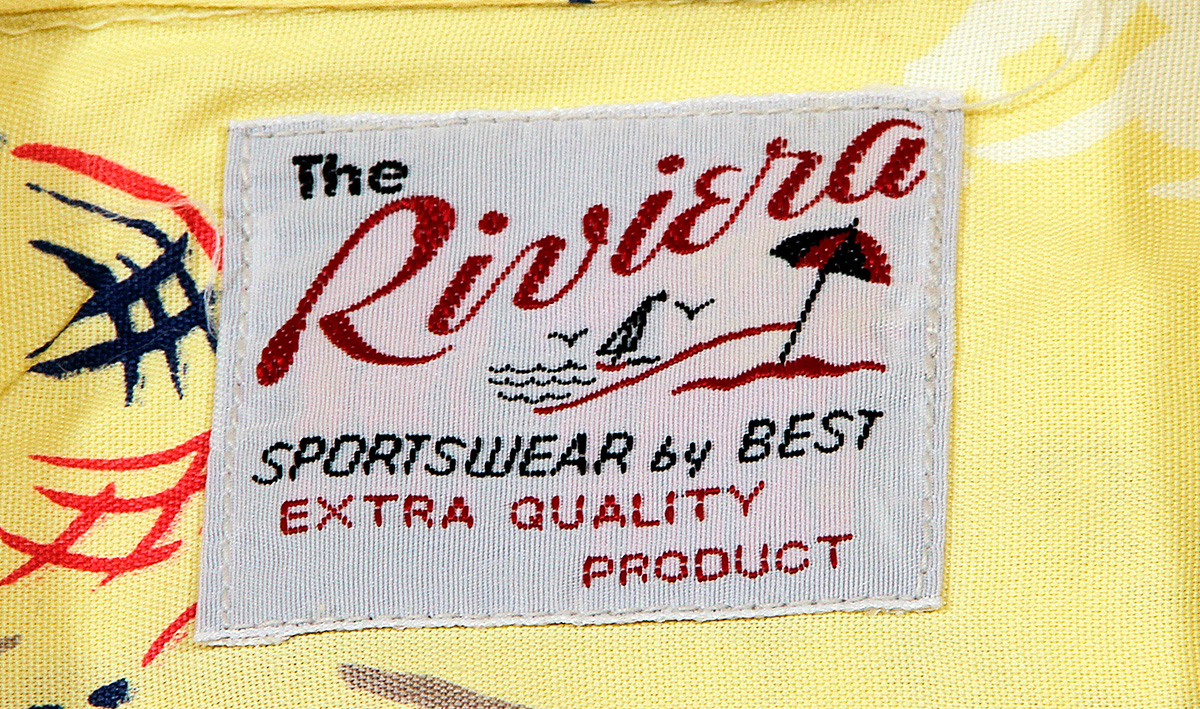 The
Riviera
SPORTSWEAR by BEST
EXTRA QUALITY
PRODUCT